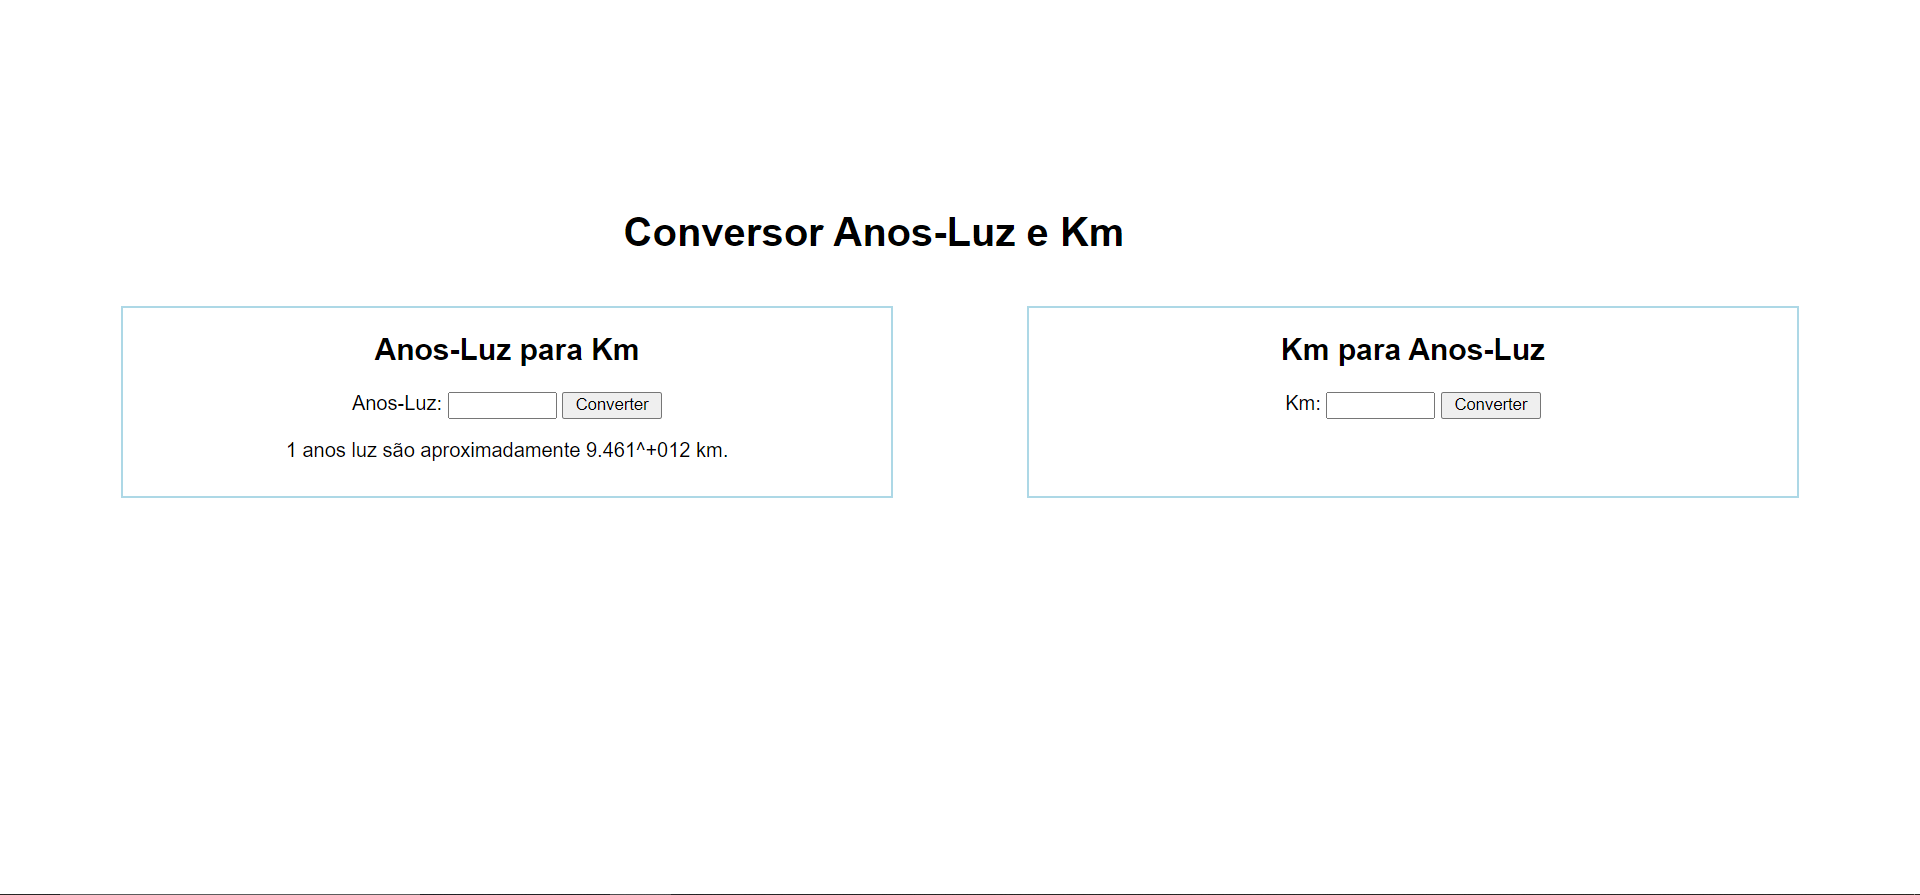 Conversor Anos-Luz e Km
Anos-Luz para Km
Anos-Luz: Converter
1 anos luz são aproximadamente 9.461^+012 km.
Km para Anos-Luz
Km: Converter